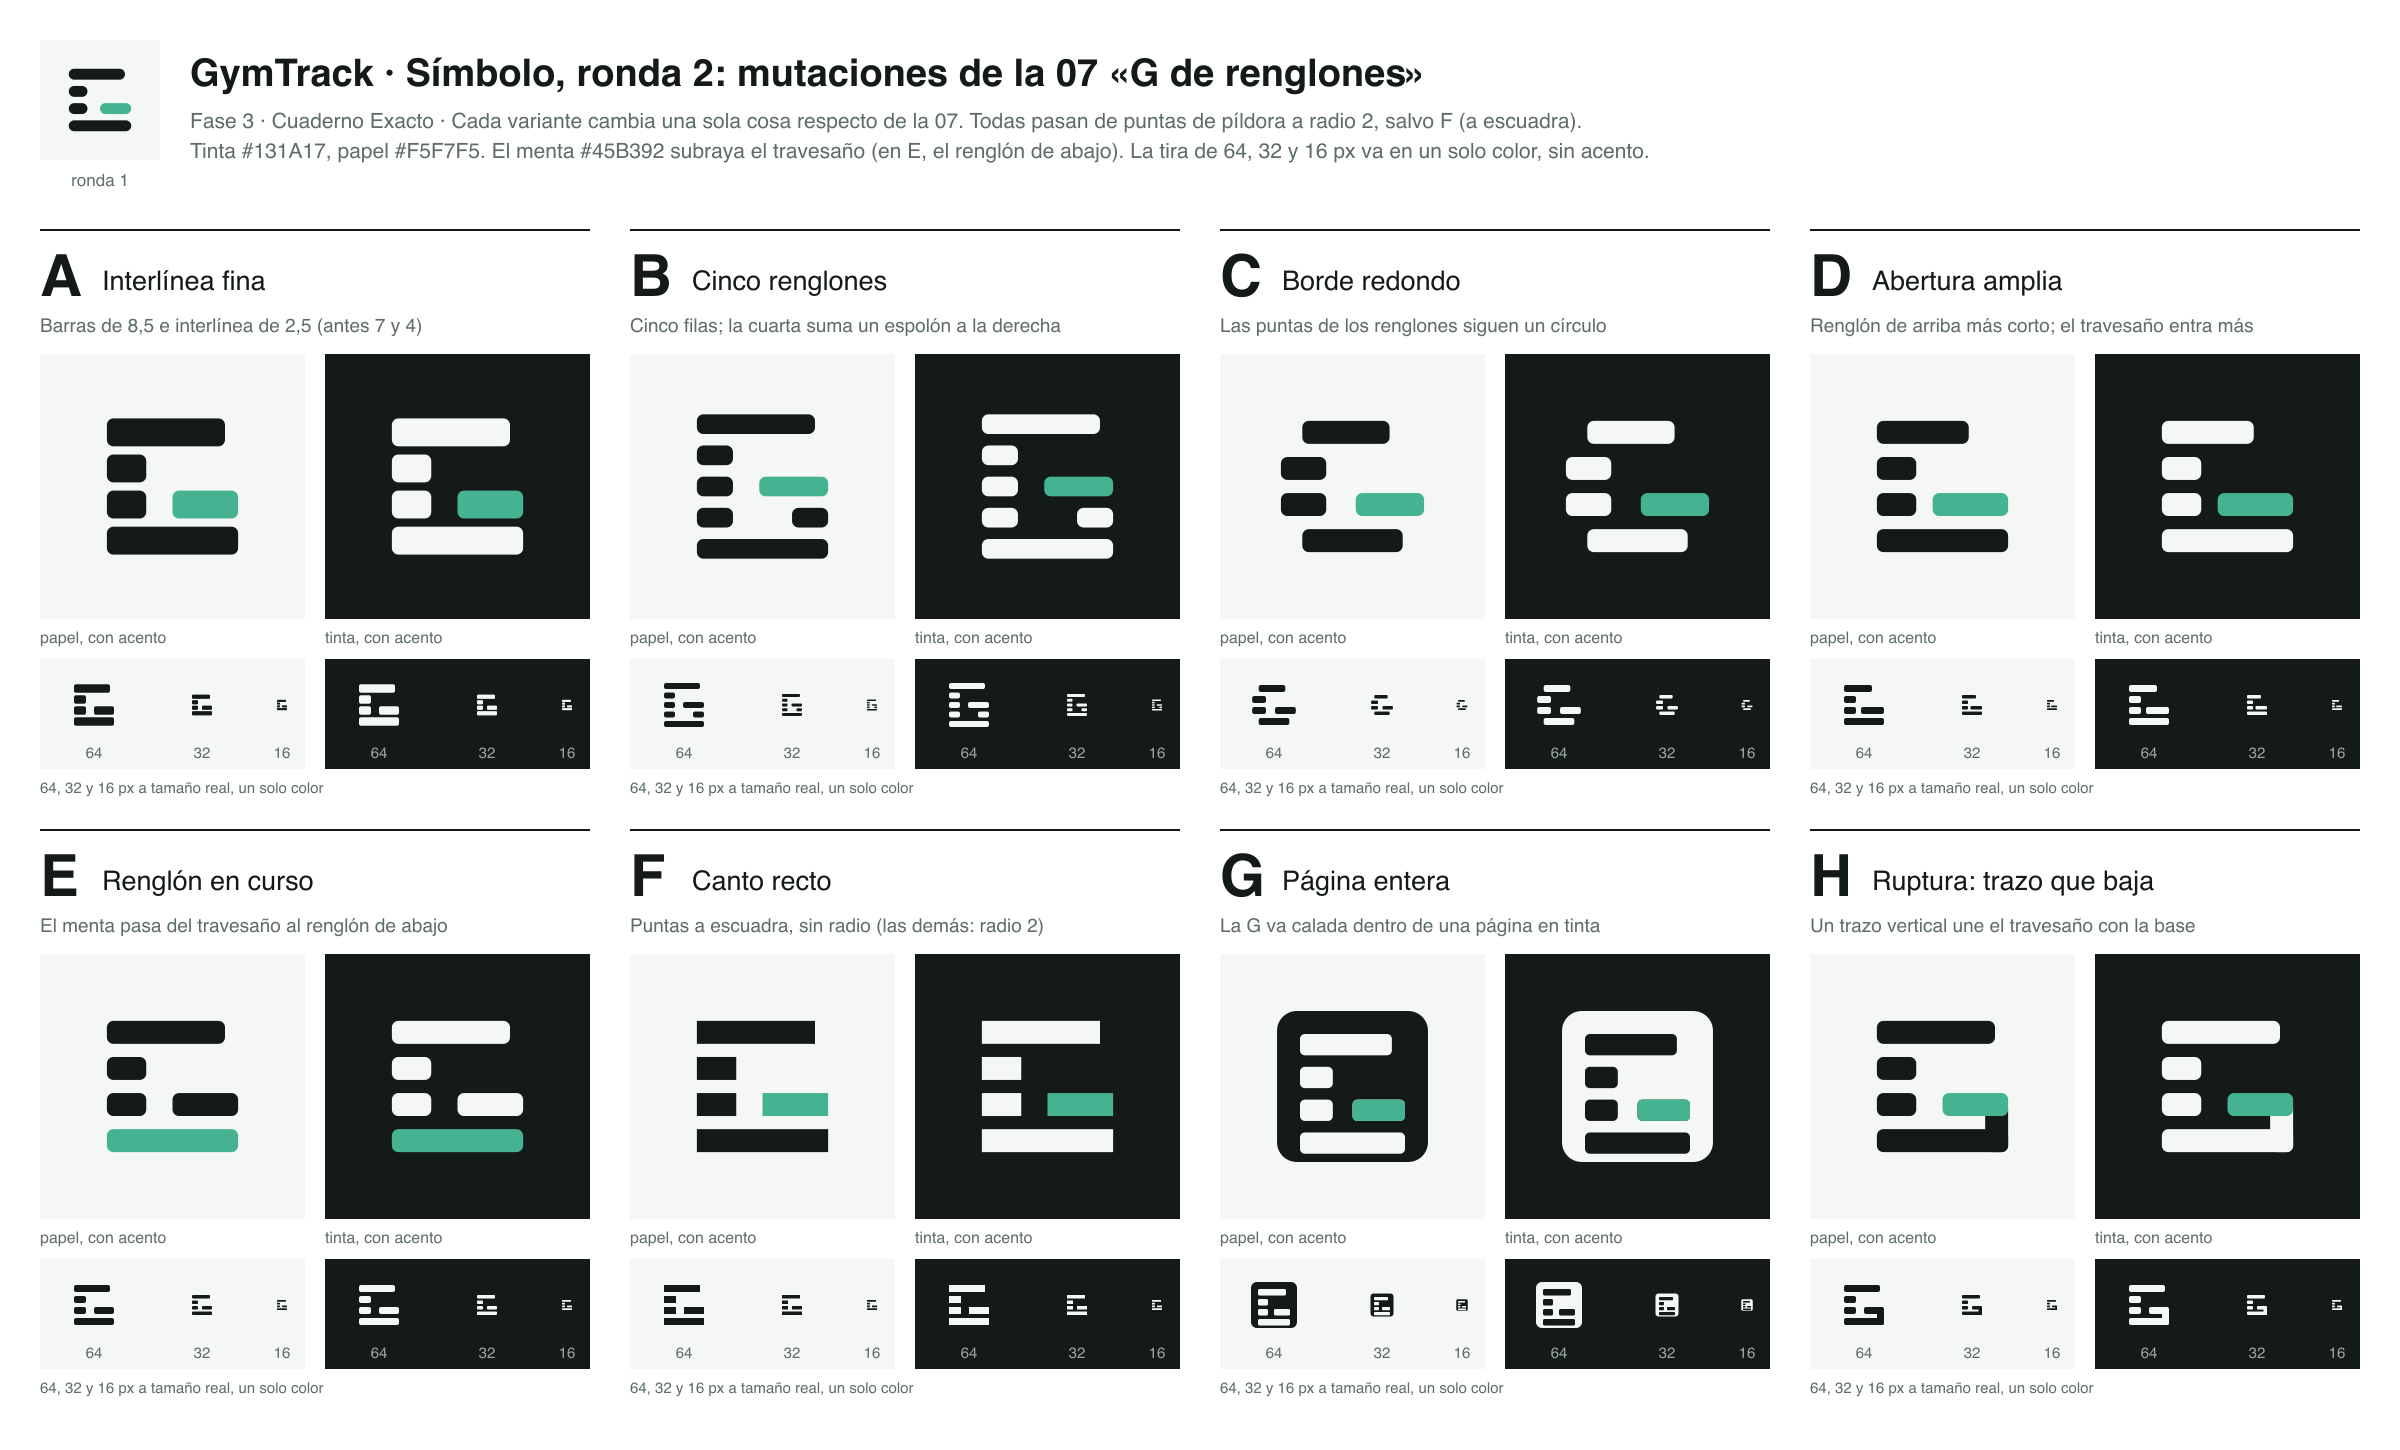 GymTrack · Símbolo, ronda 2: mutaciones de la 07 «G de renglones»
Fase 3 · Cuaderno Exacto · Cada variante cambia una sola cosa respecto de la 07. Todas pasan de puntas de píldora a radio 2, salvo F (a escuadra).
Tinta #131A17, papel #F5F7F5. El menta #45B392 subraya el travesaño (en E, el renglón de abajo). La tira de 64, 32 y 16 px va en un solo color, sin acento.
ronda 1
A Interlínea fina
Barras de 8,5 e interlínea de 2,5 (antes 7 y 4)
papel, con acento
tinta, con acento
64 32 16
64 32 16
64, 32 y 16 px a tamaño real, un solo color
B Cinco renglones
Cinco filas; la cuarta suma un espolón a la derecha
papel, con acento
tinta, con acento
64 32 16
64 32 16
64, 32 y 16 px a tamaño real, un solo color
C Borde redondo
Las puntas de los renglones siguen un círculo
papel, con acento
tinta, con acento
64 32 16
64 32 16
64, 32 y 16 px a tamaño real, un solo color
D Abertura amplia
Renglón de arriba más corto; el travesaño entra más
papel, con acento
tinta, con acento
64 32 16
64 32 16
64, 32 y 16 px a tamaño real, un solo color
E Renglón en curso
El menta pasa del travesaño al renglón de abajo
papel, con acento
tinta, con acento
64 32 16
64 32 16
64, 32 y 16 px a tamaño real, un solo color
F Canto recto
Puntas a escuadra, sin radio (las demás: radio 2)
papel, con acento
tinta, con acento
64 32 16
64 32 16
64, 32 y 16 px a tamaño real, un solo color
G Página entera
La G va calada dentro de una página en tinta
papel, con acento
tinta, con acento
64 32 16
64 32 16
64, 32 y 16 px a tamaño real, un solo color
H Ruptura: trazo que baja
Un trazo vertical une el travesaño con la base
papel, con acento
tinta, con acento
64 32 16
64 32 16
64, 32 y 16 px a tamaño real, un solo color